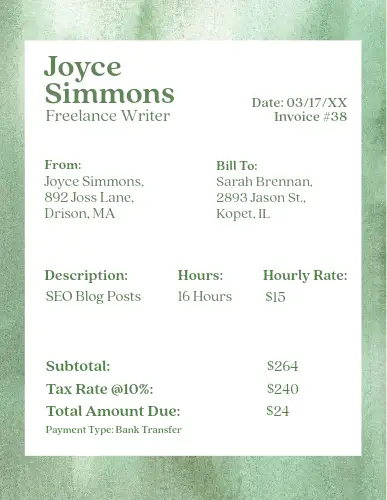 Joyce
Simmons
Freelance Writer
Date: 03/17/XX
Invoice #38
From:
Joyce Simmons,
892 Joss Lane,
Drison, MA
Bill To:
Sarah Brennan,
2893 Jason St.,
Kopet, IL
Description: Hours: Hourly Rate:
SEO Blog Posts 16 Hours $15
Subtotal: $264
Tax Rate @10%: $240
Total Amount Due: $24
Payment Type: Bank Transfer